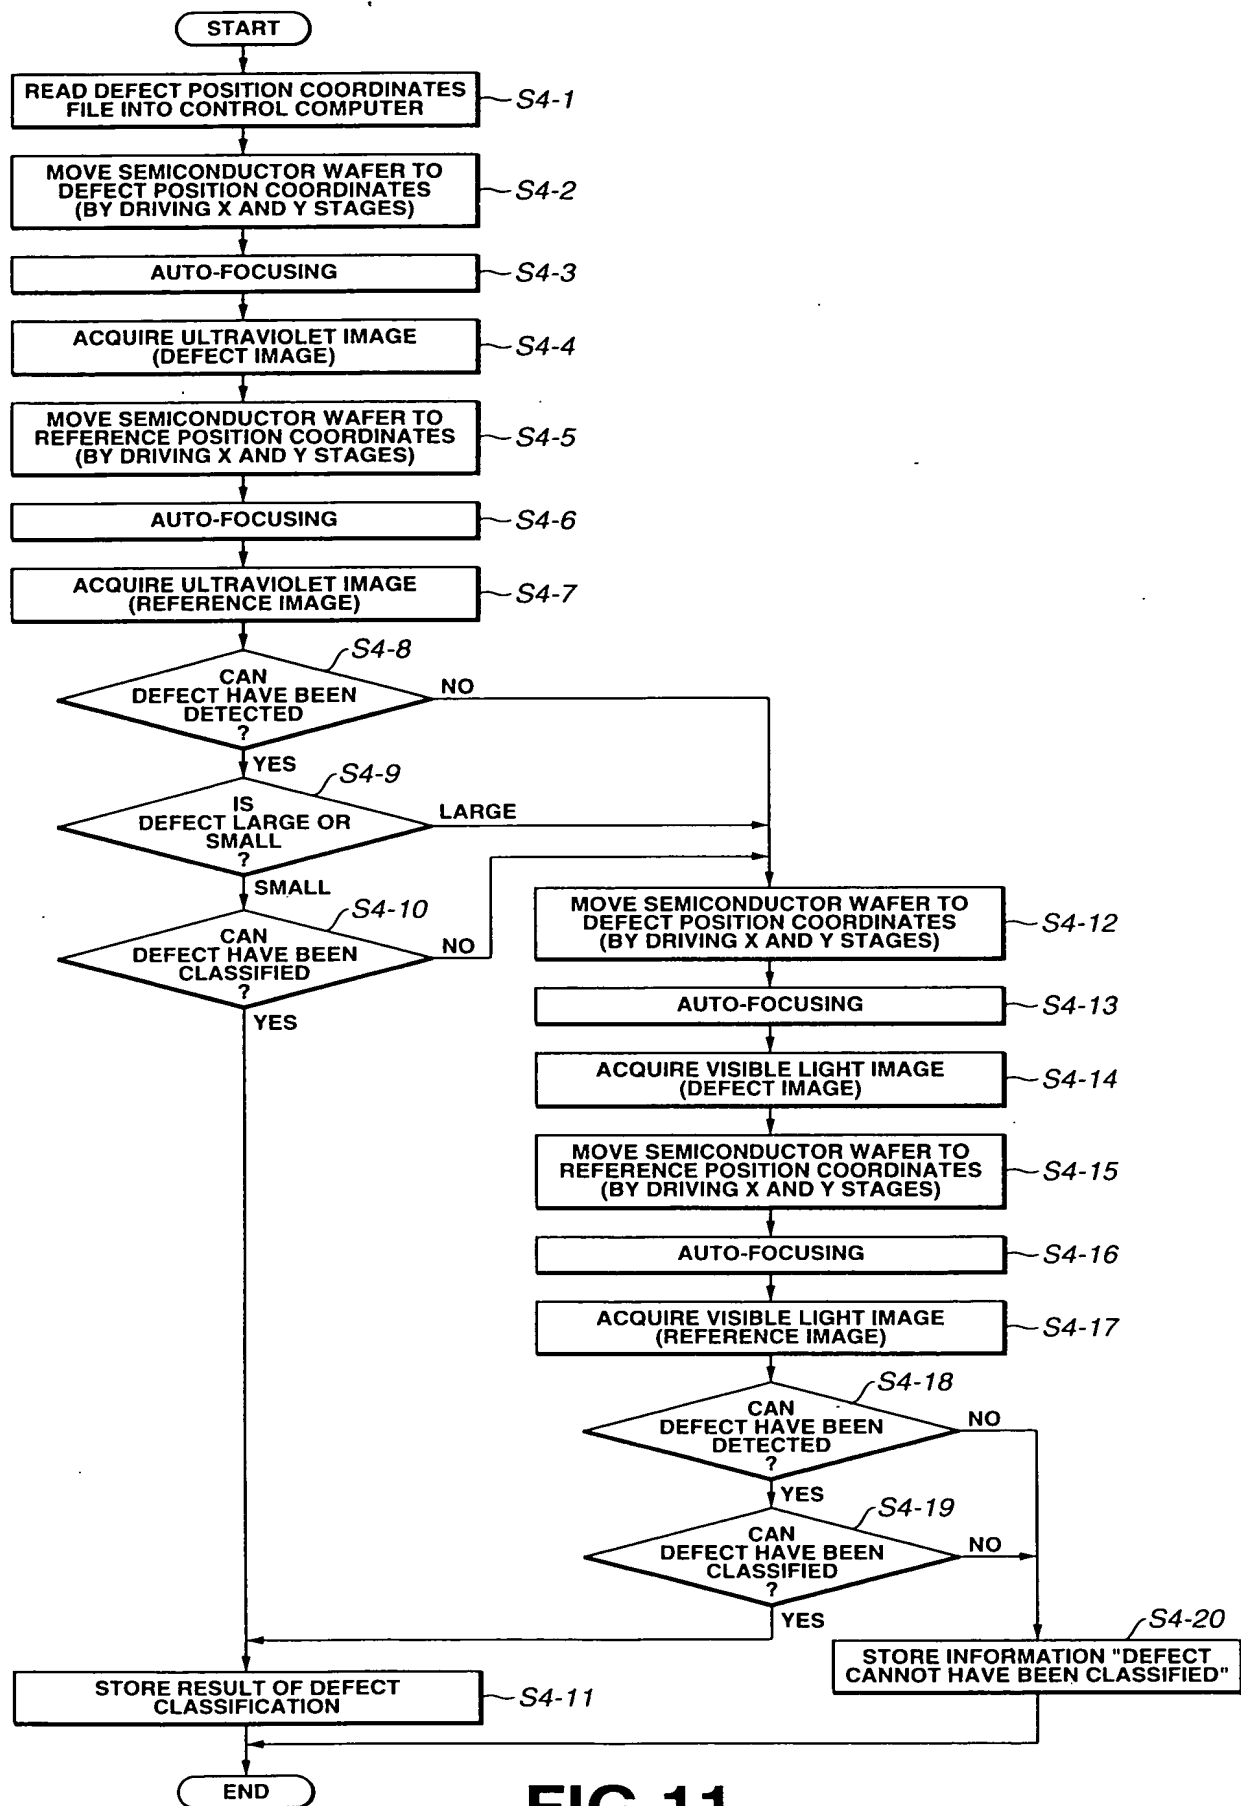 START
READ DEFECT POSITION COORDINATES
FILE INTO CONTROL COMPUTER
S4-1
MOVE SEMICONDUCTOR WAFER TO
DEFECT POSITION COORDINATES
(BY DRIVING X AND Y STAGES)
S4-2
AUTO-FOCUSING
S4-3
ACQUIRE ULTRAVIOLET IMAGE
(DEFECT IMAGE)
S4-4
MOVE SEMICONDUCTOR WAFER TO
REFERENCE POSITION COORDINATES
(BY DRIVING X AND Y STAGES)
S4-5
AUTO-FOCUSING
S4-6
ACQUIRE ULTRAVIOLET IMAGE
(REFERENCE IMAGE)
S4-7
S4-8
CAN
DEFECT HAVE BEEN
DETECTED
?
NO
YES
S4-9
IS
DEFECT LARGE OR
SMALL
?
LARGE
SMALL
S4-10
CAN
DEFECT HAVE BEEN
CLASSIFIED
?
NO
YES
MOVE SEMICONDUCTOR WAFER TO
DEFECT POSITION COORDINATES
(BY DRIVING X AND Y STAGES)
S4-12
AUTO-FOCUSING
S4-13
ACQUIRE VISIBLE LIGHT IMAGE
(DEFECT IMAGE)
S4-14
MOVE SEMICONDUCTOR WAFER TO
REFERENCE POSITION COORDINATES
(BY DRIVING X AND Y STAGES)
S4-15
AUTO-FOCUSING
S4-16
ACQUIRE VISIBLE LIGHT IMAGE
(REFERENCE IMAGE)
S4-17
S4-18
CAN
DEFECT HAVE BEEN
DETECTED
?
NO
YES
S4-19
CAN
DEFECT HAVE BEEN
CLASSIFIED
?
NO
YES
S4-20
STORE INFORMATION "DEFECT
CANNOT HAVE BEEN CLASSIFIED"
STORE RESULT OF DEFECT
CLASSIFICATION
S4-11
END
FIG.11